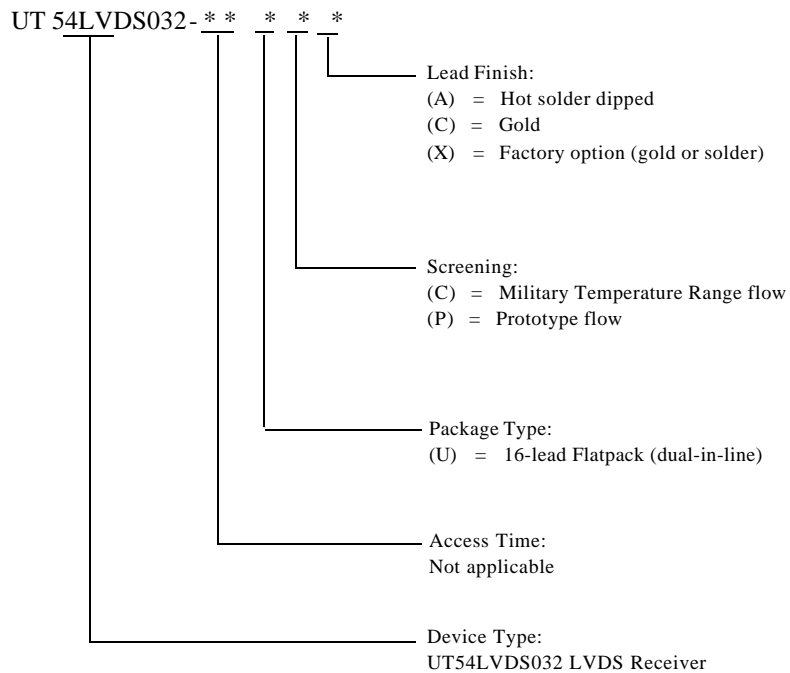 UT 54LVDS032- * * * * *
Lead Finish:
(A) = Hot solder dipped
(C) = Gold
(X) = Factory option (gold or solder)
Screening:
(C) = Military Temperature Range flow
(P) = Prototype flow
Package Type:
(U) = 16-lead Flatpack (dual-in-line)
Access Time:
Not applicable
Device Type:
UT54LVDS032 LVDS Receiver